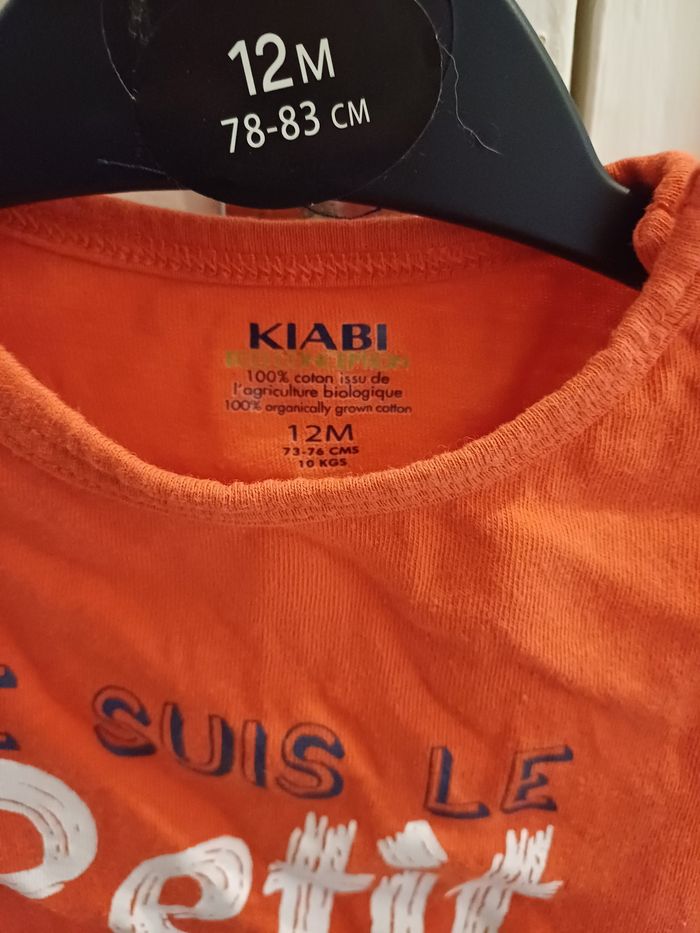 12M
78-83 CM
KIABI
100% coton issu de
l'agriculture biologique
100% organically grown cotton
12M
73-76 CMS
10 KGS
SUIS LE
Petit